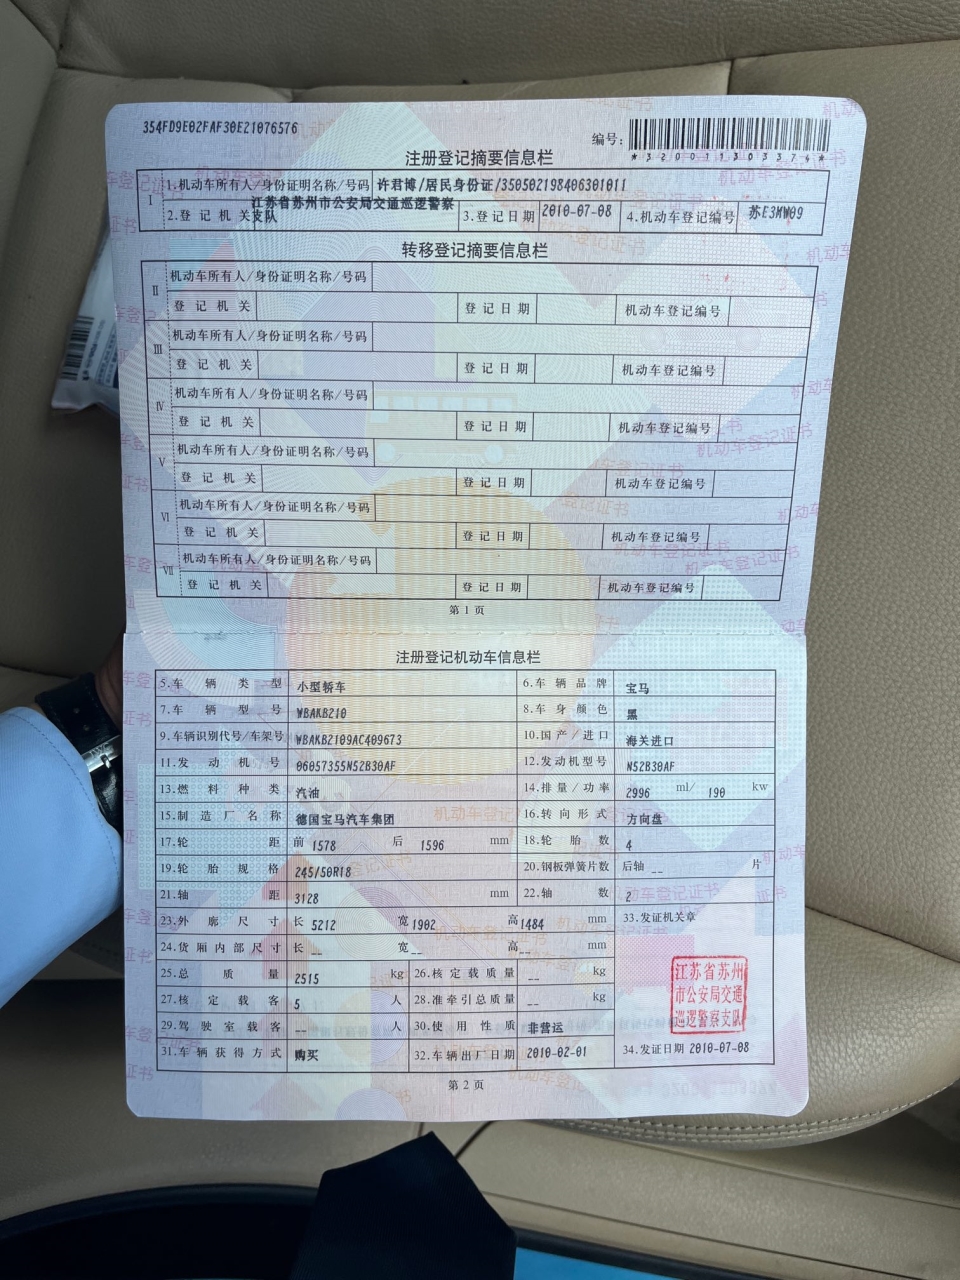 354FD9E02FAF30E21076576
编号:
*320011303374*
注册登记摘要信息栏
I 1.机动车所有人/身份证明名称/号码 许君博/居民身份证/350502198406301011
2.登记机关 江苏省苏州市公安局交通巡逻警察支队 3.登记日期 2010-07-08 4.机动车登记编号 苏E3MW09
转移登记摘要信息栏
II 机动车所有人/身份证明名称/号码
登记机关 登记日期 机动车登记编号
III 机动车所有人/身份证明名称/号码
登记机关 登记日期 机动车登记编号
IV 机动车所有人/身份证明名称/号码
登记机关 登记日期 机动车登记编号
V 机动车所有人/身份证明名称/号码
登记机关 登记日期 机动车登记编号
VI 机动车所有人/身份证明名称/号码
登记机关 登记日期 机动车登记编号
VII 机动车所有人/身份证明名称/号码
登记机关 登记日期 机动车登记编号
第1页
注册登记机动车信息栏
5.车辆类型 小型轿车 6.车辆品牌 宝马
7.车辆型号 WBAKB210 8.车身颜色 黑
9.车辆识别代号/车架号 WBAKB2109AC409673 10.国产/进口 海关进口
11.发动机号 06057355N52B30AF 12.发动机型号 N52B30AF
13.燃料种类 汽油 14.排量/功率 2996 ml/ 190 kw
15.制造厂名称 德国宝马汽车集团 16.转向形式 方向盘
17.轮距 前 1578 后 1596 mm 18.轮胎数 4
19.轮胎规格 245/50R18 20.钢板弹簧片数 后轴 -- 片
21.轴距 3128 mm 22.轴数 2
23.外廓尺寸 长 5212 宽 1902 高 1484 mm 33.发证机关章
24.货厢内部尺寸 长 -- 宽 -- 高 -- mm
25.总质量 2515 kg 26.核定载质量 -- kg
27.核定载客 5 人 28.准牵引总质量 -- kg
29.驾驶室载客 -- 人 30.使用性质 非营运
31.车辆获得方式 购买 32.车辆出厂日期 2010-02-01 34.发证日期 2010-07-08
江苏省苏州
市公安局交通
巡逻警察支队
第2页